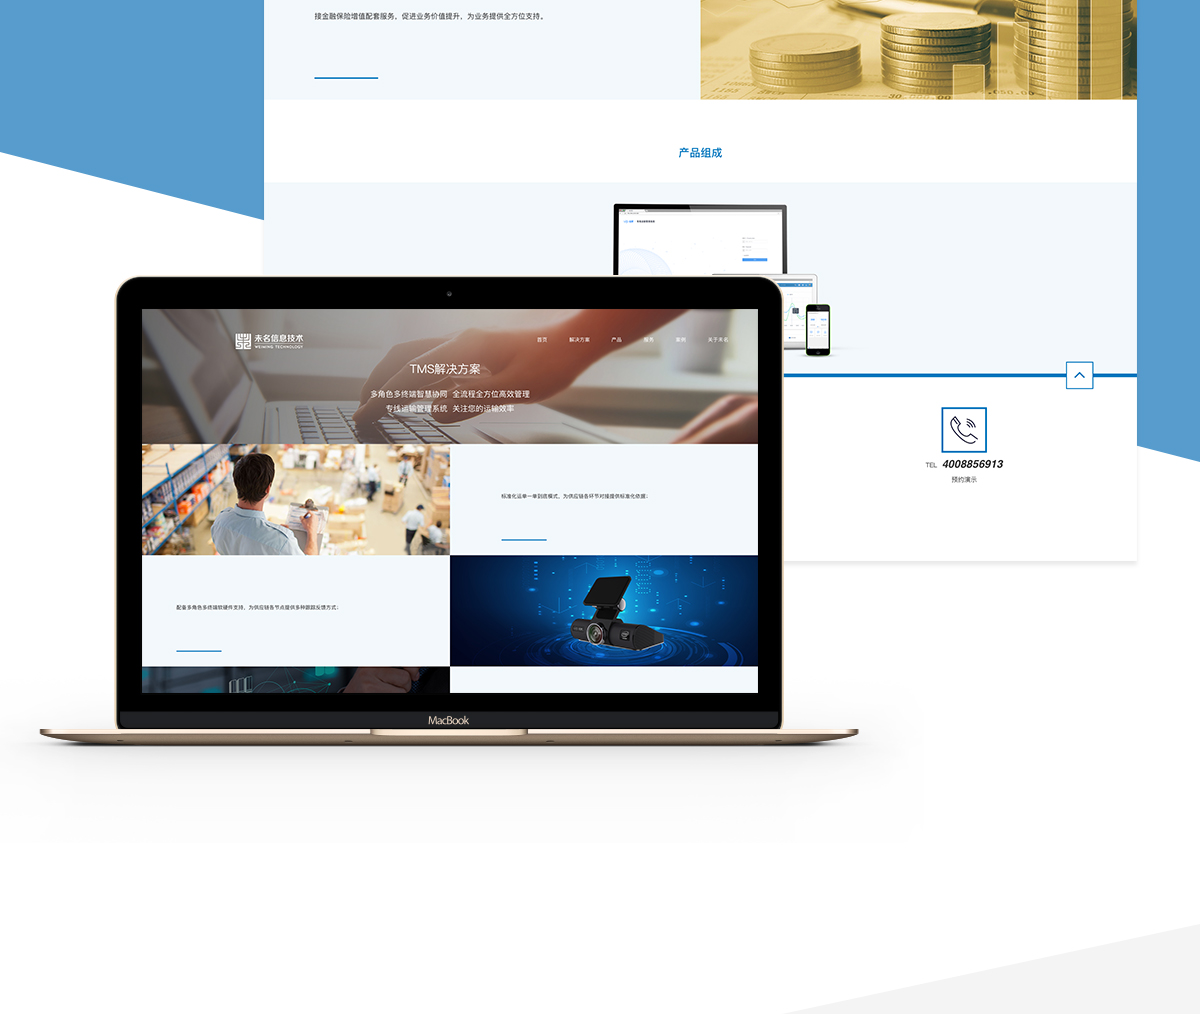 接金融保险增值配套服务，促进业务价值提升，为业务提供全方位支持。
产品组成
未名信息技术
WEIMING TECHNOLOGY
首页 解决方案 产品 服务 案例 关于未名
TMS解决方案
多角色多终端智慧协同 全流程全方位高效管理
专线运输管理系统 关注您的运输效率
标准化运单一单到底模式，为供应链各环节对接提供标准化依据；
配套多角色多终端软硬件支持，为供应链各节点提供多种跟踪反馈方式；
TEL 4008856913
预约演示
MacBook